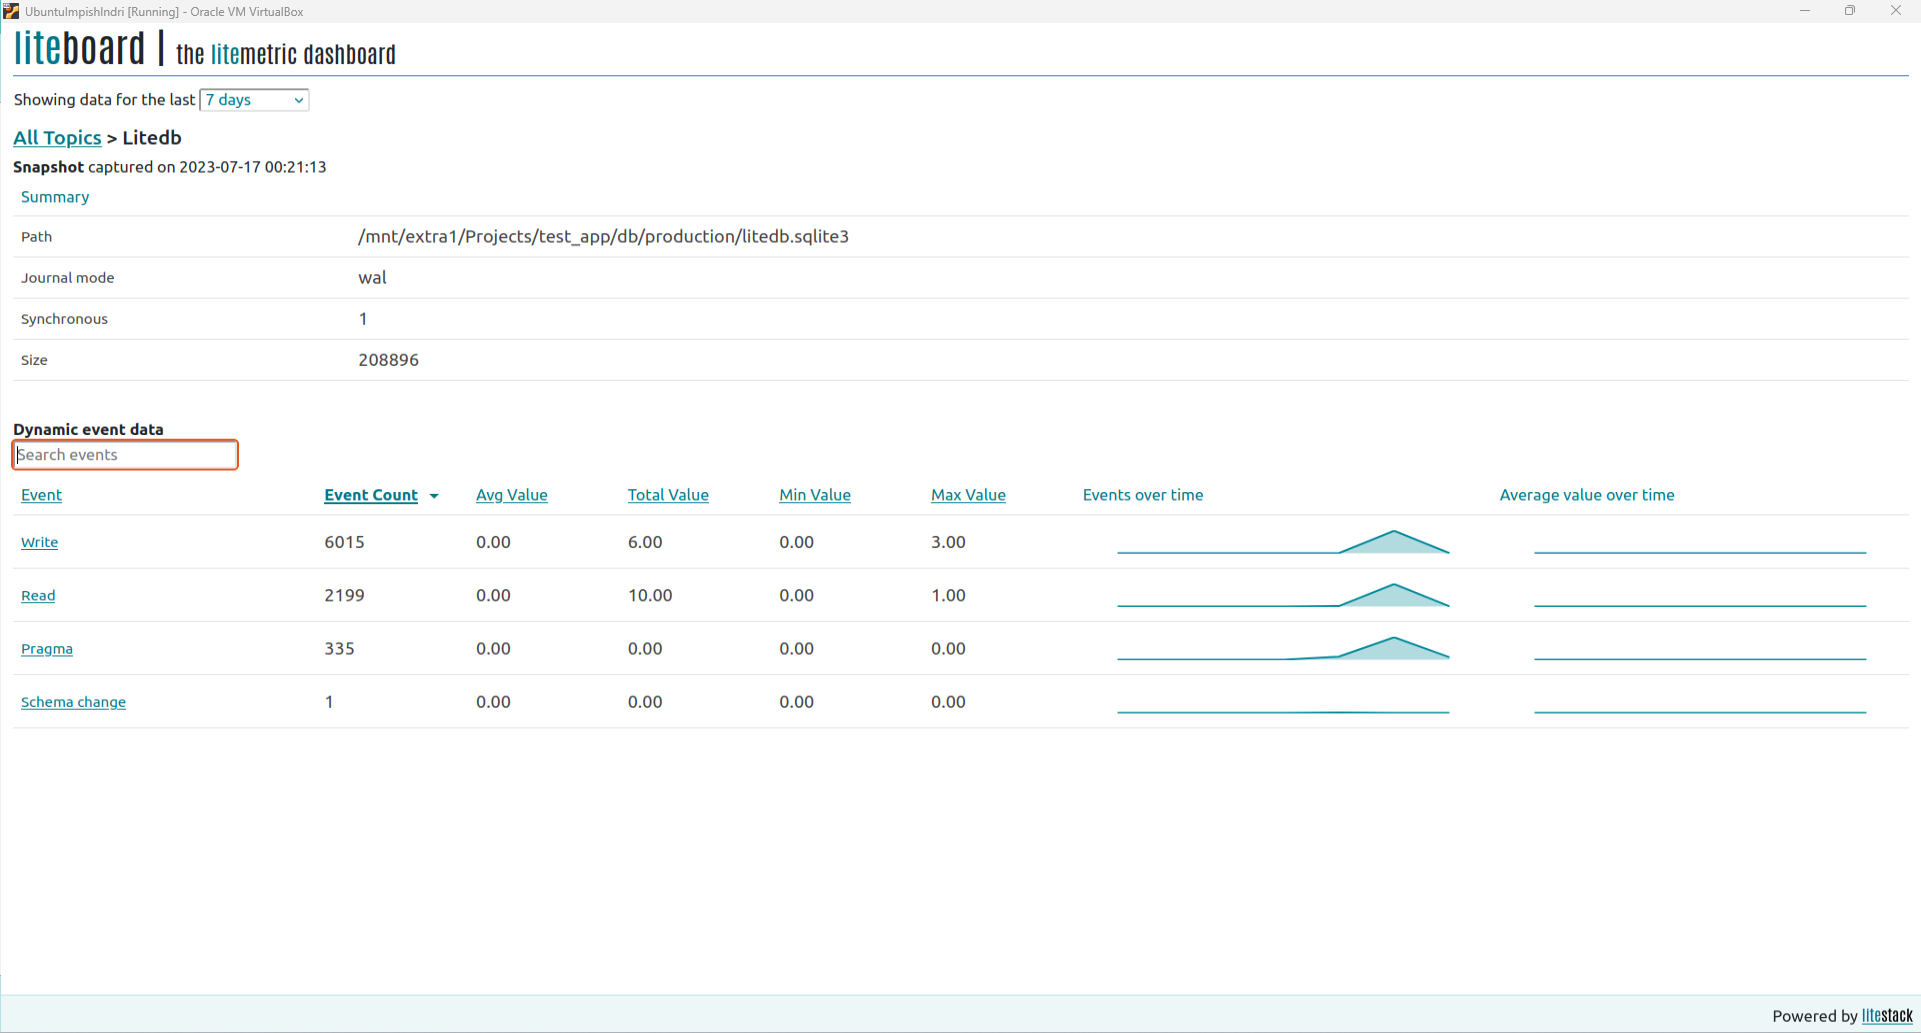 UbuntuImpishIndri [Running] - Oracle VM VirtualBox
liteboard | the litemetric dashboard
Showing data for the last 7 days
All Topics > Litedb
Snapshot captured on 2023-07-17 00:21:13
Summary
Path /mnt/extra1/Projects/test_app/db/production/litedb.sqlite3
Journal mode wal
Synchronous 1
Size 208896
Dynamic event data
Search events
Event Event Count Avg Value Total Value Min Value Max Value Events over time Average value over time
Write 6015 0.00 6.00 0.00 3.00
Read 2199 0.00 10.00 0.00 1.00
Pragma 335 0.00 0.00 0.00 0.00
Schema change 1 0.00 0.00 0.00 0.00
Powered by litestack